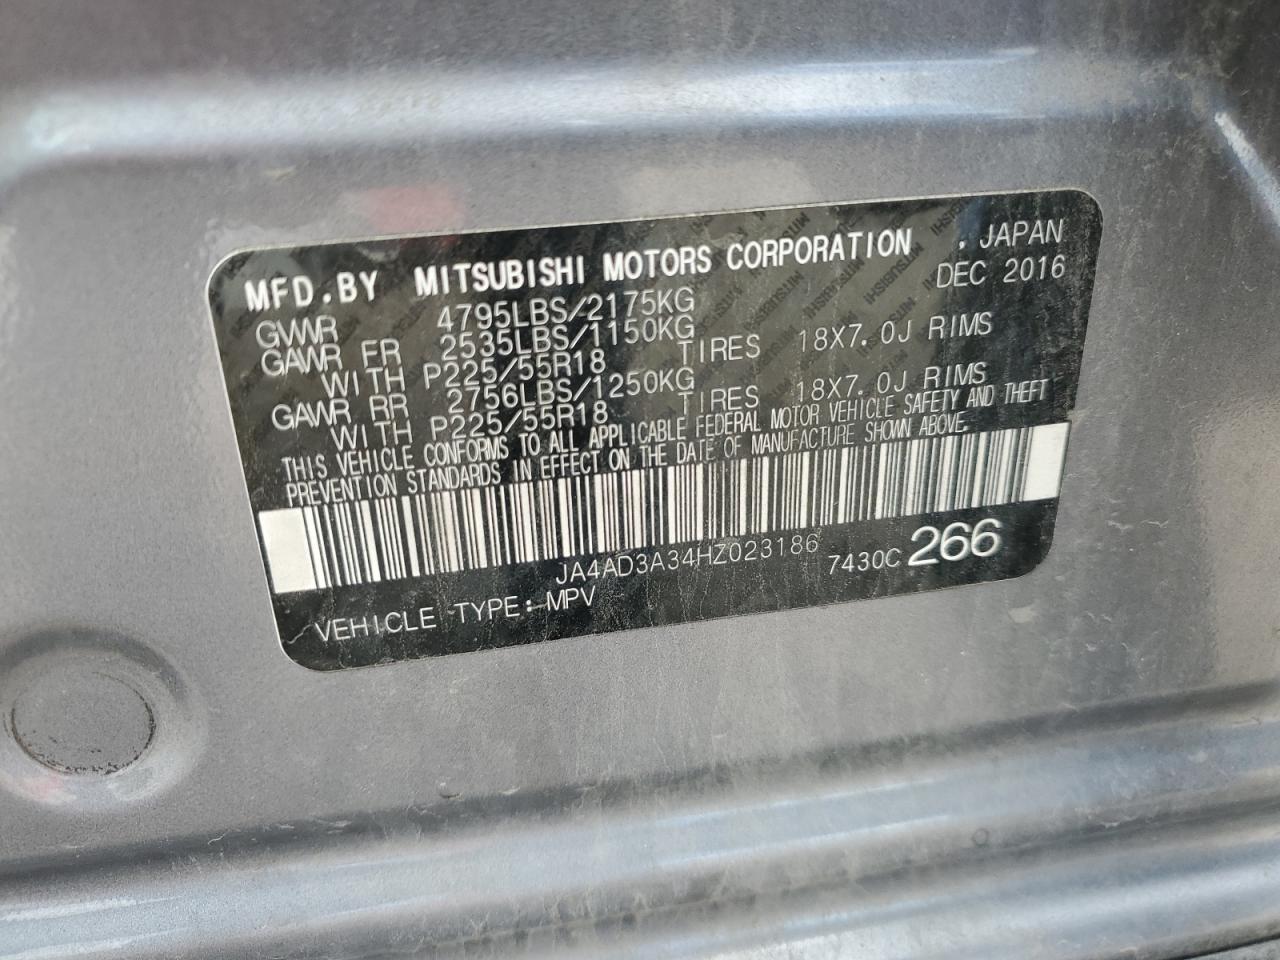 MFD.BY MITSUBISHI MOTORS CORPORATION . JAPAN
DEC 2016
GVWR 4795LBS/2175KG
GAWR FR 2535LBS/1150KG
WITH P225/55R18 TIRES 18X7.0J RIMS
GAWR RR 2756LBS/1250KG
WITH P225/55R18 TIRES 18X7.0J RIMS
THIS VEHICLE CONFORMS TO ALL APPLICABLE FEDERAL MOTOR VEHICLE SAFETY AND THEFT
PREVENTION STANDARDS IN EFFECT ON THE DATE OF MANUFACTURE SHOWN ABOVE.
JA4AD3A34HZ023186 7430C 266
VEHICLE TYPE: MPV